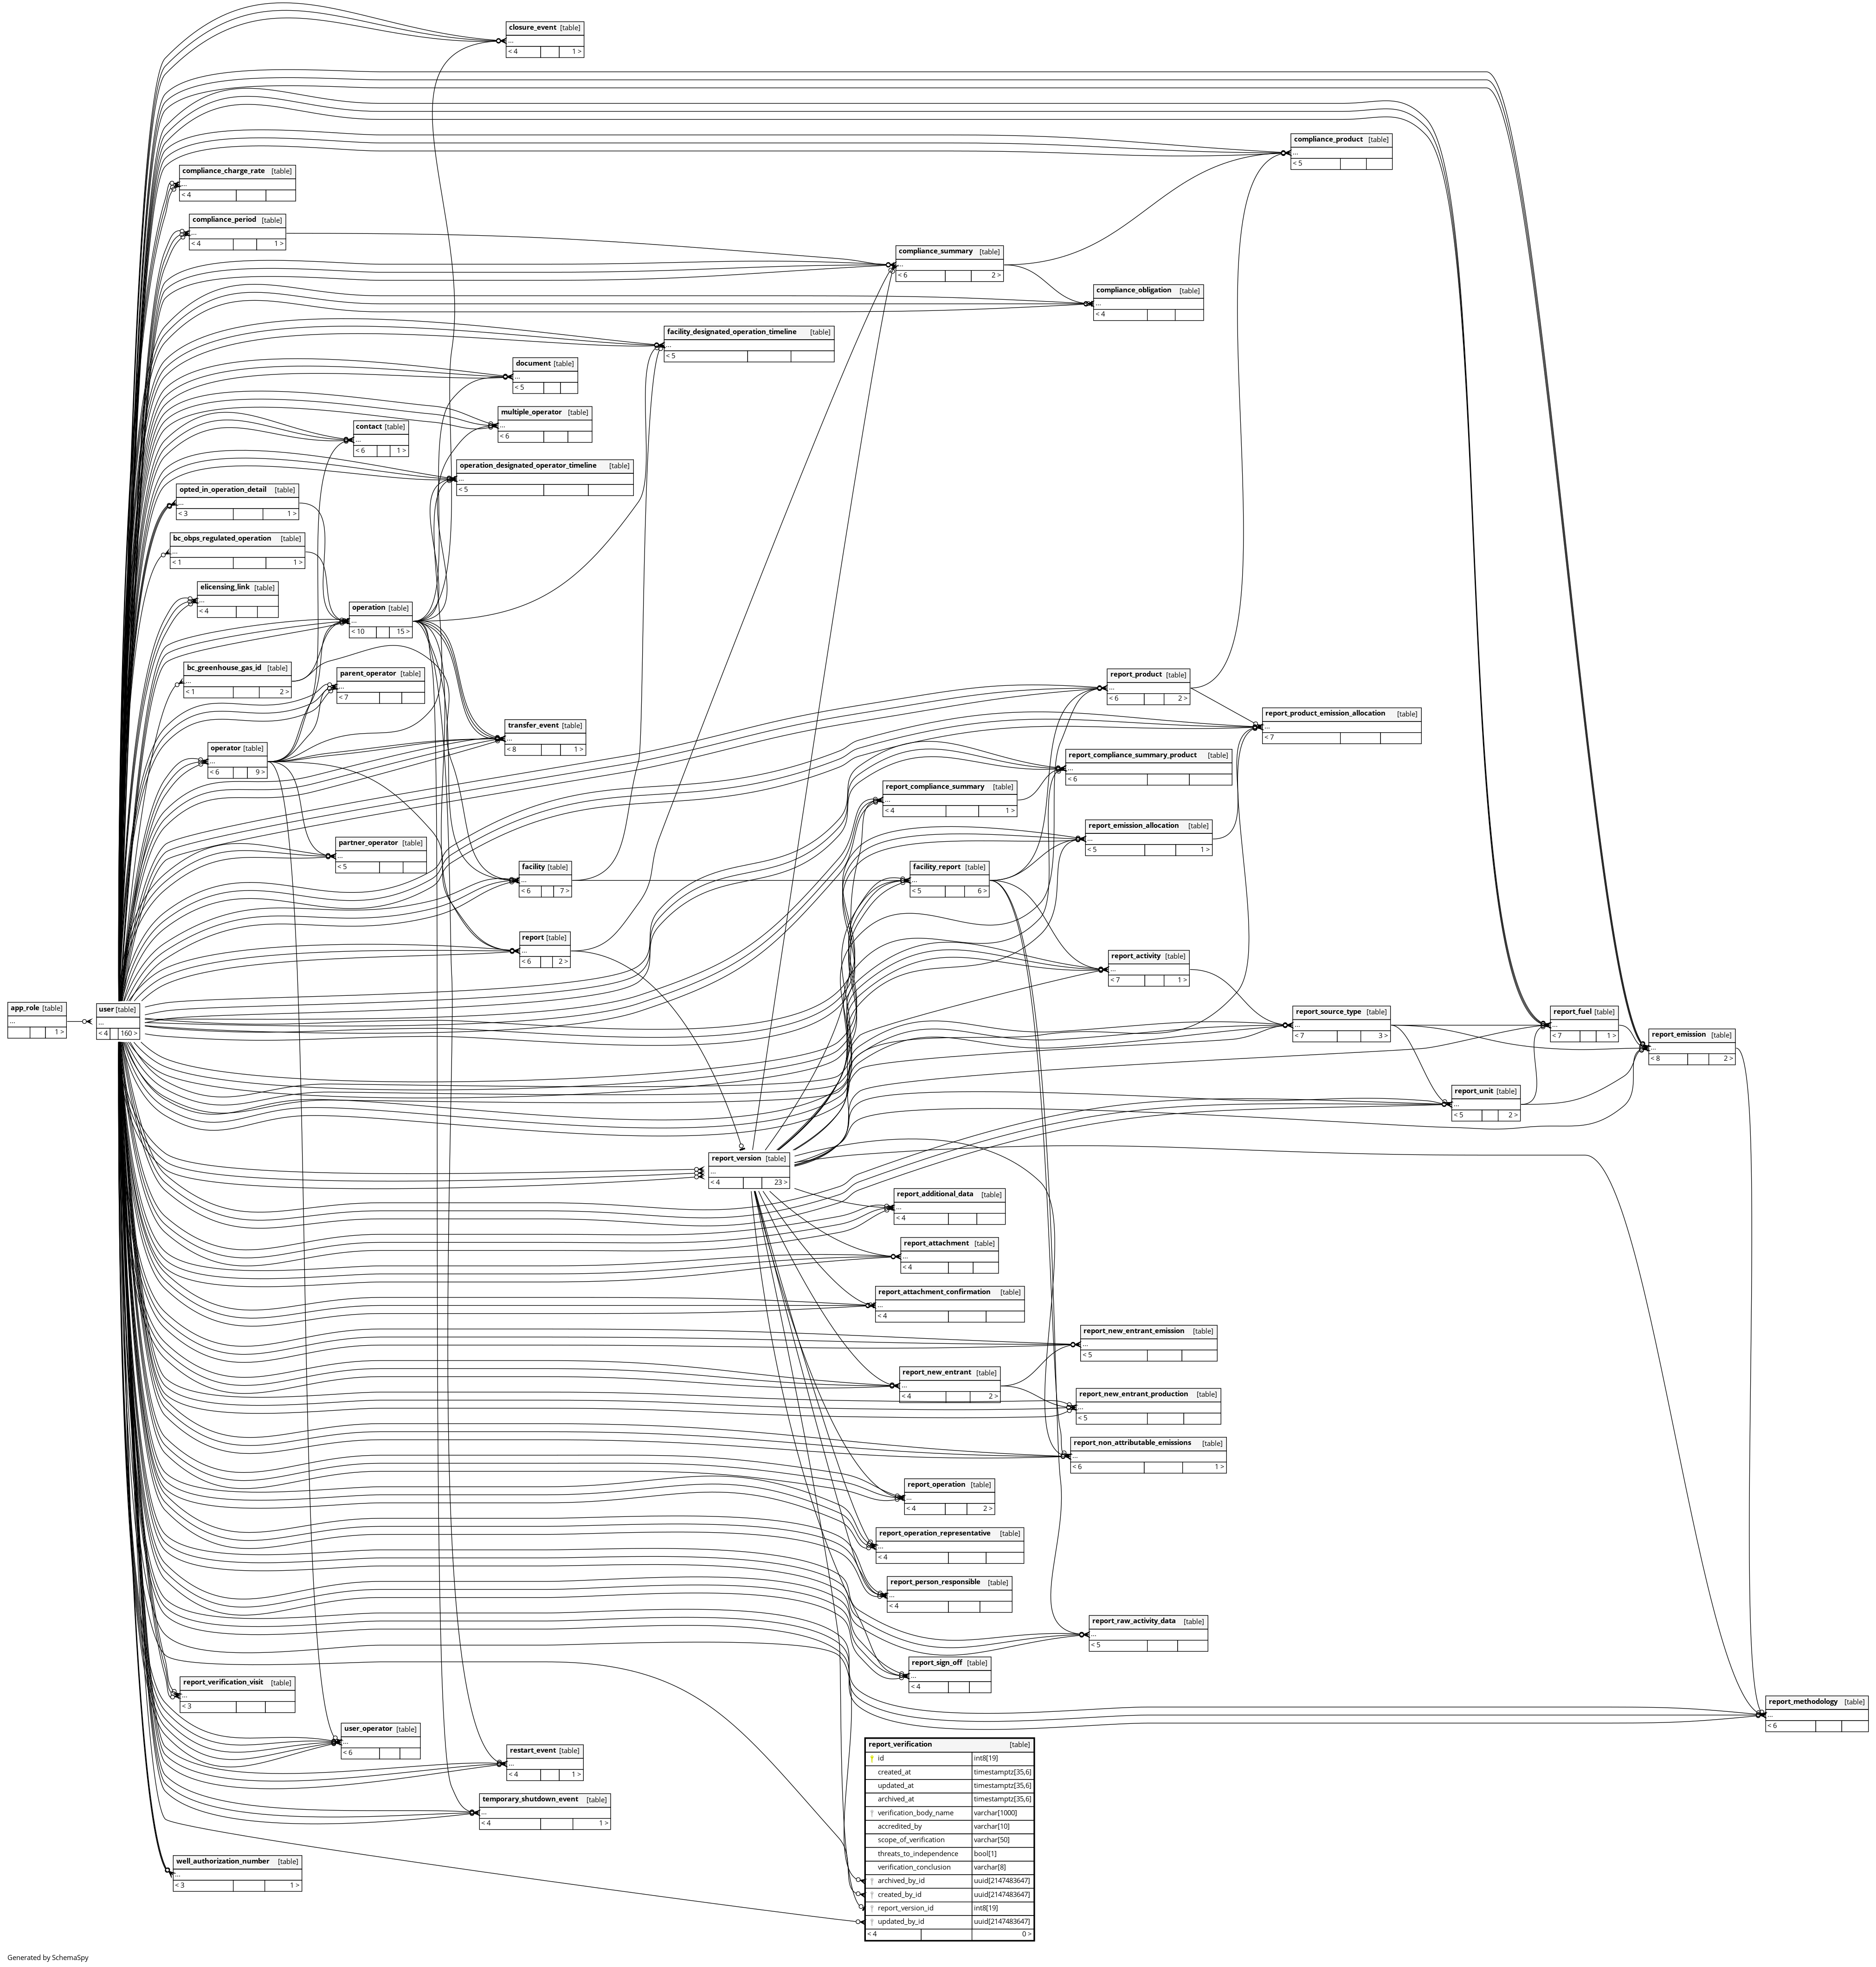 closure_event [table]
...
< 4 1 >
compliance_product [table]
...
< 5
compliance_charge_rate [table]
...
< 4
compliance_period [table]
...
< 4 1 >
compliance_summary [table]
...
< 6 2 >
compliance_obligation [table]
...
< 4
facility_designated_operation_timeline [table]
...
< 5
document [table]
...
< 5
multiple_operator [table]
...
< 6
contact [table]
...
< 6 1 >
operation_designated_operator_timeline [table]
...
< 5
opted_in_operation_detail [table]
...
< 3 1 >
bc_obps_regulated_operation [table]
...
< 1 1 >
elicensing_link [table]
...
< 4
operation [table]
...
< 10 15 >
bc_greenhouse_gas_id [table]
...
< 1 2 >
parent_operator [table]
...
< 7
report_product [table]
...
< 6 2 >
report_product_emission_allocation [table]
...
< 7
transfer_event [table]
...
< 8 1 >
operator [table]
...
< 6 9 >
report_compliance_summary_product [table]
...
< 6
report_compliance_summary [table]
...
< 4 1 >
report_emission_allocation [table]
...
< 5 1 >
partner_operator [table]
...
< 5
facility [table]
...
< 6 7 >
facility_report [table]
...
< 5 6 >
report [table]
...
< 6 2 >
report_activity [table]
...
< 7 1 >
app_role [table]
...
1 >
user [table]
...
< 4 160 >
report_source_type [table]
...
< 7 3 >
report_fuel [table]
...
< 7 1 >
report_emission [table]
...
< 8 2 >
report_unit [table]
...
< 5 2 >
report_version [table]
...
< 4 23 >
report_additional_data [table]
...
< 4
report_attachment [table]
...
< 4
report_attachment_confirmation [table]
...
< 4
report_new_entrant_emission [table]
...
< 5
report_new_entrant [table]
...
< 4 2 >
report_new_entrant_production [table]
...
< 5
report_non_attributable_emissions [table]
...
< 6 1 >
report_operation [table]
...
< 4 2 >
report_operation_representative [table]
...
< 4
report_person_responsible [table]
...
< 4
report_raw_activity_data [table]
...
< 5
report_sign_off [table]
...
< 4
report_verification_visit [table]
...
< 3
report_methodology [table]
...
< 6
user_operator [table]
...
< 6
restart_event [table]
...
< 4 1 >
temporary_shutdown_event [table]
...
< 4 1 >
well_authorization_number [table]
...
< 3 1 >
report_verification [table]
id int8[19]
created_at timestamptz[35,6]
updated_at timestamptz[35,6]
archived_at timestamptz[35,6]
verification_body_name varchar[1000]
accredited_by varchar[10]
scope_of_verification varchar[50]
threats_to_independence bool[1]
verification_conclusion varchar[8]
archived_by_id uuid[2147483647]
created_by_id uuid[2147483647]
report_version_id int8[19]
updated_by_id uuid[2147483647]
< 4 0 >
Generated by SchemaSpy